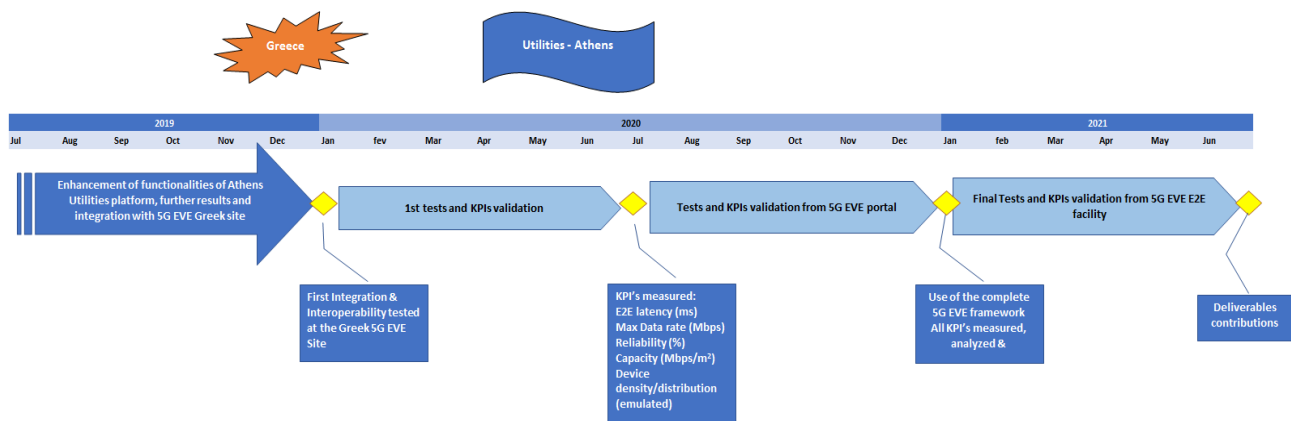 Greece
Utilities - Athens
2019 2020 2021
Jul Aug Sep Oct Nov Dec Jan fev Mar Apr May Jun Jul Aug Sep Oct Nov Dec Jan feb Mar Apr May Jun
Enhancement of functionalities of Athens
Utilities platform, further results and
integration with 5G EVE Greek site
1st tests and KPIs validation
Tests and KPIs validation from 5G EVE portal
Final Tests and KPIs validation from 5G EVE E2E
facility
First Integration &
Interoperability tested
at the Greek 5G EVE
Site
KPI's measured:
E2E latency (ms)
Max Data rate (Mbps)
Reliability (%)
Capacity (Mbps/m²)
Device
density/distribution
(emulated)
Use of the complete
5G EVE framework
All KPI's measured,
analyzed &
Deliverables
contributions